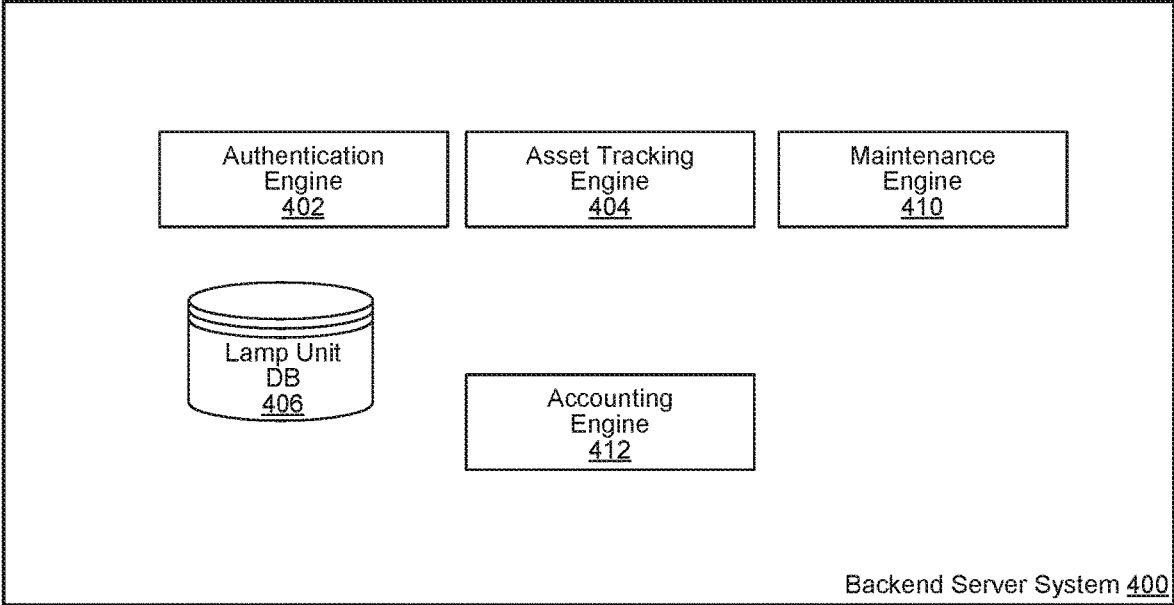 Authentication
Engine
402
Asset Tracking
Engine
404
Maintenance
Engine
410
Lamp Unit
DB
406
Accounting
Engine
412
Backend Server System 400